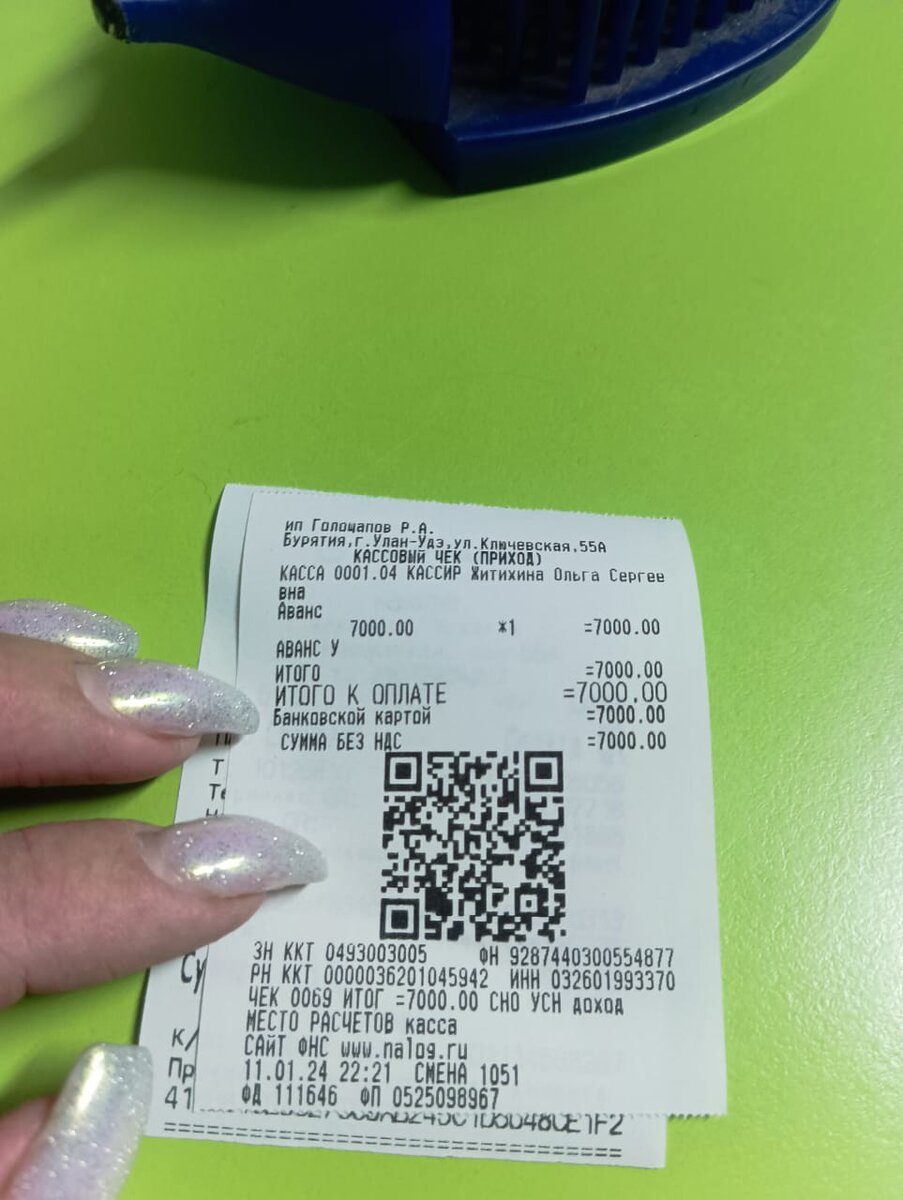 ип Голощапов Р.А.
Бурятия,г.Улан-Удэ,ул.Ключевская,55А
КАССОВЫЙ ЧЕК (ПРИХОД)
КАССА 0001.04 КАССИР Житихина Ольга Сергее
вна
Аванс
7000.00 *1 =7000.00
АВАНС У
ИТОГО =7000.00
ИТОГО К ОПЛАТЕ =7000.00
Банковской картой =7000.00
СУММА БЕЗ НДС =7000.00
ЗН ККТ 0493003005 ФН 9287440300554877
РН ККТ 0000036201045942 ИНН 032601993370
ЧЕК 0069 ИТОГ =7000.00 СНО УСН доход
МЕСТО РАСЧЕТОВ касса
САЙТ ФНС www.nalog.ru
11.01.24 22:21 СМЕНА 1051
ФД 111646 ФП 0525098967
Т
Те
Су
К/
Пр
41